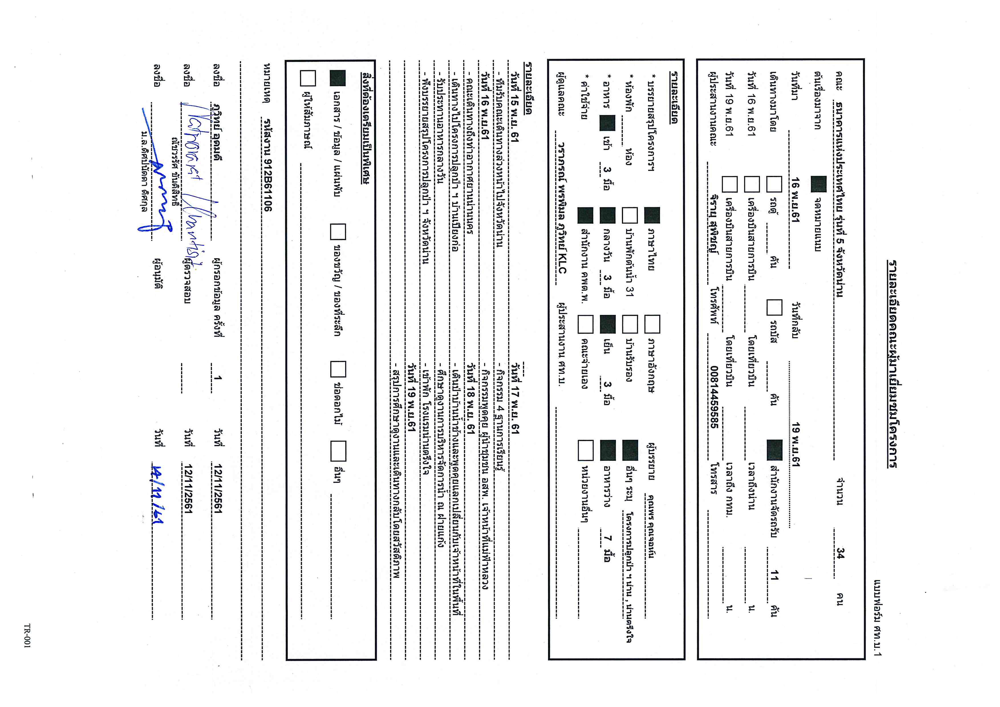 แบบฟอร์ม ศท.บ.1
รายละเอียดคณะผู้มาเยี่ยมชมโครงการ
คณะ ธนาคารแห่งประเทศไทย รุ่นที่ 5 จังหวัดน่าน จำนวน 34 คน
ต้นเรื่องมาจาก จดหมายแนบ
วันที่มา 16 พ.ย.61 วันที่กลับ 19 พ.ย.61
เดินทางมาโดย รถตู้ คัน รถบัส คัน สำนักงานจัดรถรับ 11 คัน
วันที่ 16 พ.ย.61 เครื่องบินสายการบิน โดยเที่ยวบิน เวลาถึงน่าน น.
วันที่ 19 พ.ย.61 เครื่องบินสายการบิน โดยเที่ยวบิน เวลาถึง กทม. น.
ผู้ประสานงานคณะ จิรายุ สุพิชญ์ โทรศัพท์ 00814459585 โทรสาร
รายละเอียด
* บรรยายสรุปโครงการฯ ภาษาไทย ภาษาอังกฤษ ผู้บรรยาย คุณพร คุณจอห์น
* ห้องพัก ห้อง บ้านพักต้นน้ำ 31 บ้านรับรอง อื่นๆ ระบุ โครงการปลูกป่า ฯ น่าน , น่านตรึงใจ
* อาหาร เช้า 3 มื้อ กลางวัน 3 มื้อ เย็น 3 มื้อ อาหารว่าง 7 มื้อ
* ค่าใช้จ่าย สำนักงาน คพต.พ. คณะจ่ายเอง หน่วยงานอื่นๆ
ผู้ดูแลคณะ วราภรณ์ พรพิมล ภูวิทย์ KLC ผู้ประสานงาน ศท.บ.
รายละเอียด
วันที่ 15 พ.ย. 61 วันที่ 17 พ.ย. 61
- ทีมรับคณะเดินทางล่วงหน้าไปจังหวัดน่าน - กิจกรรม 4 ฐานการเรียนรู้
วันที่ 16 พ.ย.61 - กิจกรรมพูดคุย ผู้นำชุมชน อสพ. เจ้าหน้าที่แม่ฟ้าหลวง
- คณะเดินทางถึงท่าอากาศยานน่านนคร วันที่ 18 พ.ย. 61
- เดินทางไปโครงการปลูกป่า ฯ บ้านเปียงก่อ - เดินป่าบ้านน้ำช้างและพูดคุยแลกเปลี่ยนกับเจ้าหน้าที่ในพื้นที่
- รับประทานอาหารกลางวัน - ศึกษาดูงานการบริหารจัดการน้ำ ณ ฝายแก้ง
- ฟังบรรยายสรุปโครงการปลูกป่า ฯ จังหวัดน่าน - เข้าพัก โรงแรมน่านตรึงใจ
วันที่ 19 พ.ย.61
- สรุปการศึกษาดูงานและเดินทางกลับโดยสวัสดิภาพ
สิ่งที่ต้องเตรียมเป็นพิเศษ
เอกสาร / ข้อมูล / แผ่นพับ ของขวัญ / ของที่ระลึก ช่อดอกไม้ อื่นๆ
ผู้ให้สัมภาษณ์
หมายเหตุ รหัสงาน 912B61106
ลงชื่อ ภูวิทย์ อุดมดี ผู้กรอกข้อมูล ครั้งที่ 1 วันที่ 12/11/2561
ลงชื่อ ผู้ตรวจสอบ วันที่ 12/11/2561
ณัชวรรัศ ขันติสิทธิ์
ลงชื่อ ผู้อนุมัติ วันที่ 12/11/61
ม.ล.ดิศปนัดดา ดิศกุล
TR-001